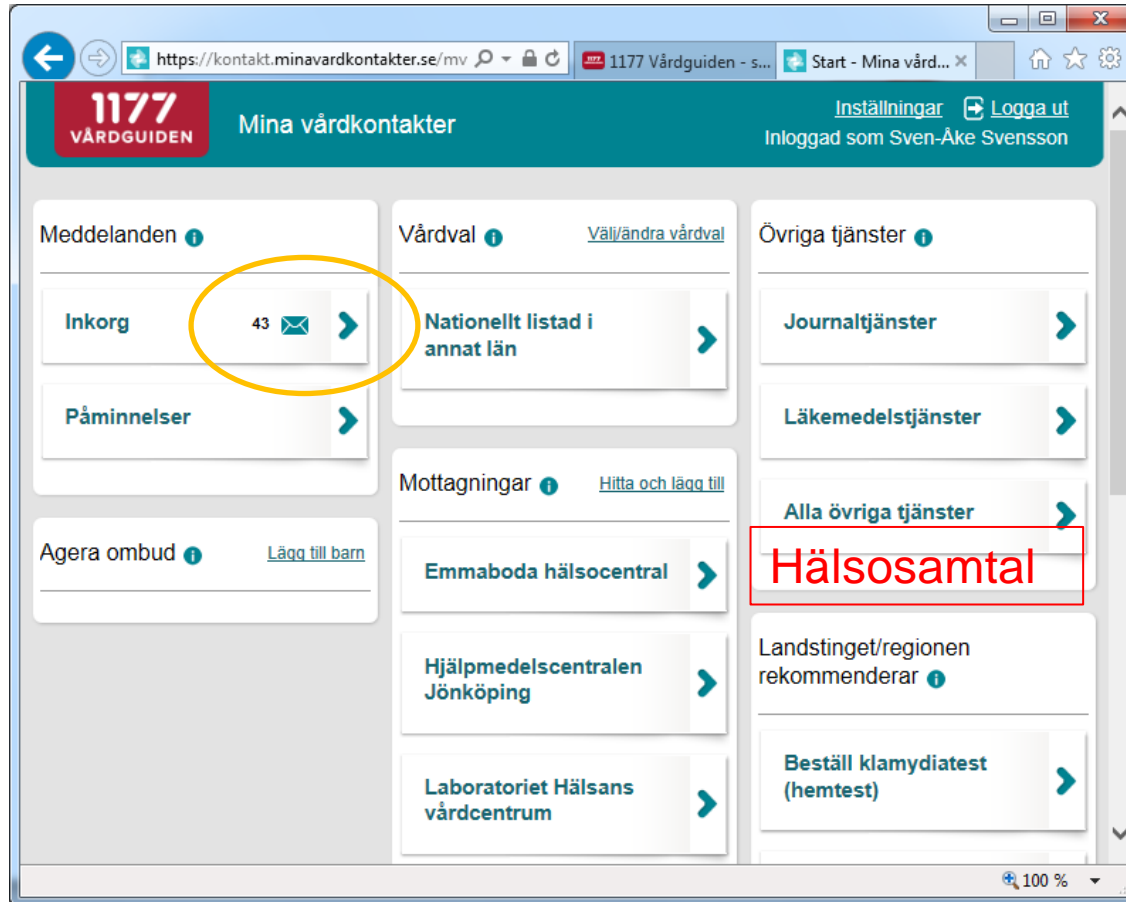 https://kontakt.minavardkontakter.se/mv
1177 Vårdguiden - s...
Start - Mina vård...
1177
VÅRDGUIDEN
Mina vårdkontakter
Inställningar
Logga ut
Inloggad som Sven-Åke Svensson
Meddelanden
Inkorg
43
Påminnelser
Agera ombud
Lägg till barn
Vårdval
Välj/ändra vårdval
Nationellt listad i
annat län
Mottagningar
Hitta och lägg till
Emmaboda hälsocentral
Hjälpmedelscentralen
Jönköping
Laboratoriet Hälsans
vårdcentrum
Övriga tjänster
Journaltjänster
Läkemedelstjänster
Alla övriga tjänster
Hälsosamtal
Landstinget/regionen
rekommenderar
Beställ klamydiatest
(hemtest)
100 %